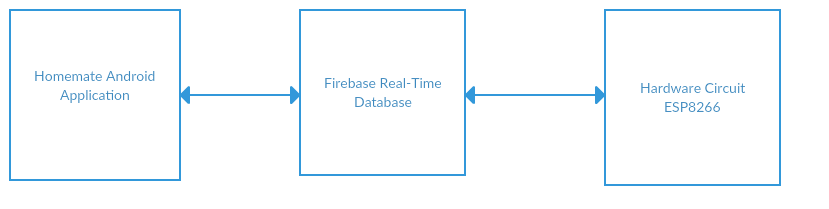 Homemate Android
Application
Firebase Real-Time
Database
Hardware Circuit
ESP8266